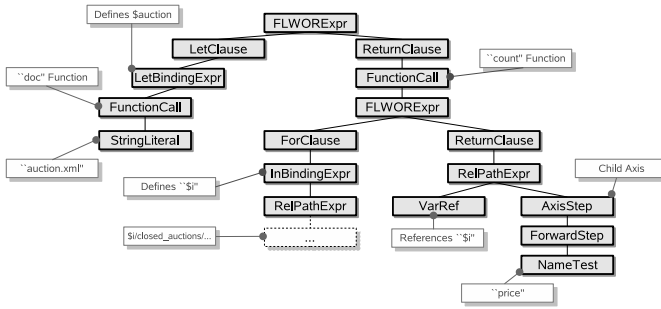 FLWORExpr
Defines $auction
LetClause
ReturnClause
``count" Function
``doc" Function
LetBindingExpr
FunctionCall
FunctionCall
FLWORExpr
StringLiteral
ForClause
ReturnClause
``auction.xml"
InBindingExpr
RelPathExpr
Child Axis
Defines ``$i"
RelPathExpr
VarRef
AxisStep
$i/closed_auctions/...
...
References ``$i"
ForwardStep
NameTest
``price"